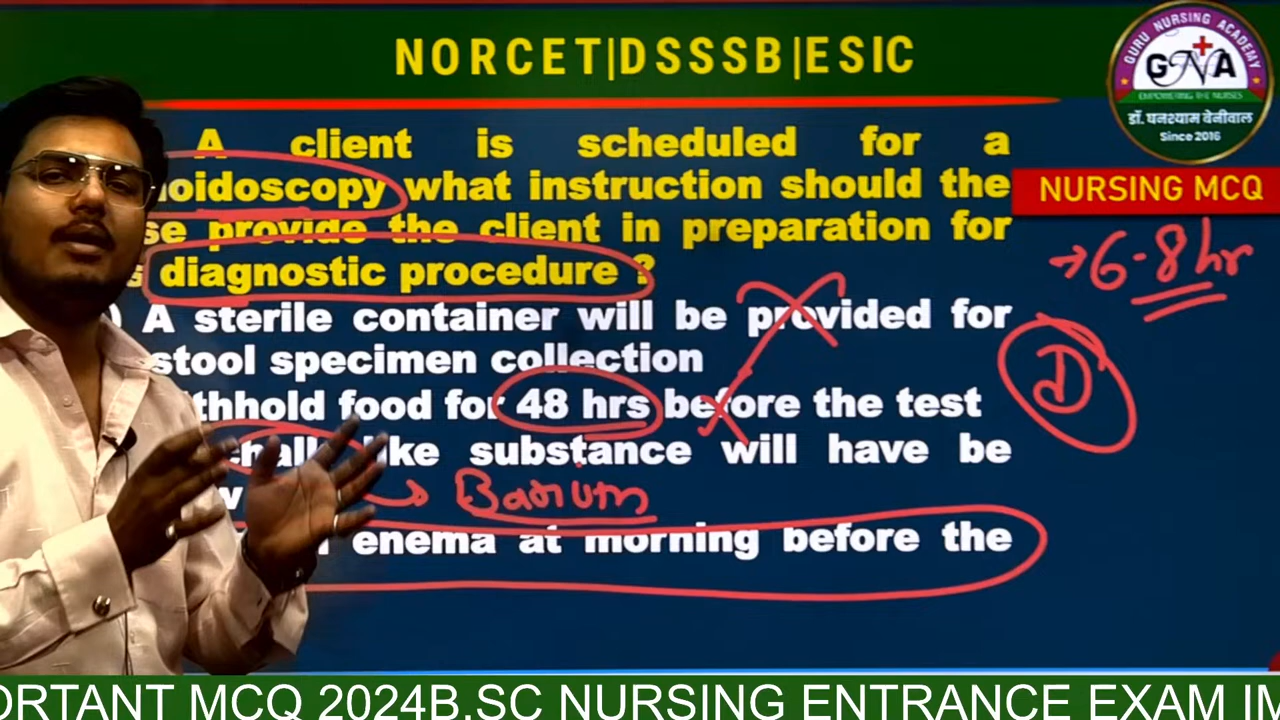 NORCET|DSSSB|ESIC
GURU NURSING ACADEMY
GNA
EMPOWERING THE NURSES
डॉ. घनश्याम बेनीवाल
Since 2016
NURSING MCQ
A client is scheduled for a
oidoscopy what instruction should the
se provide the client in preparation for
s diagnostic procedure ?
→6-8 hr
) A sterile container will be provided for
stool specimen collection
thhold food for 48 hrs before the test
D
chalk like substance will have be
w → Barium
enema at morning before the
ORTANT MCQ 2024B.SC NURSING ENTRANCE EXAM IM